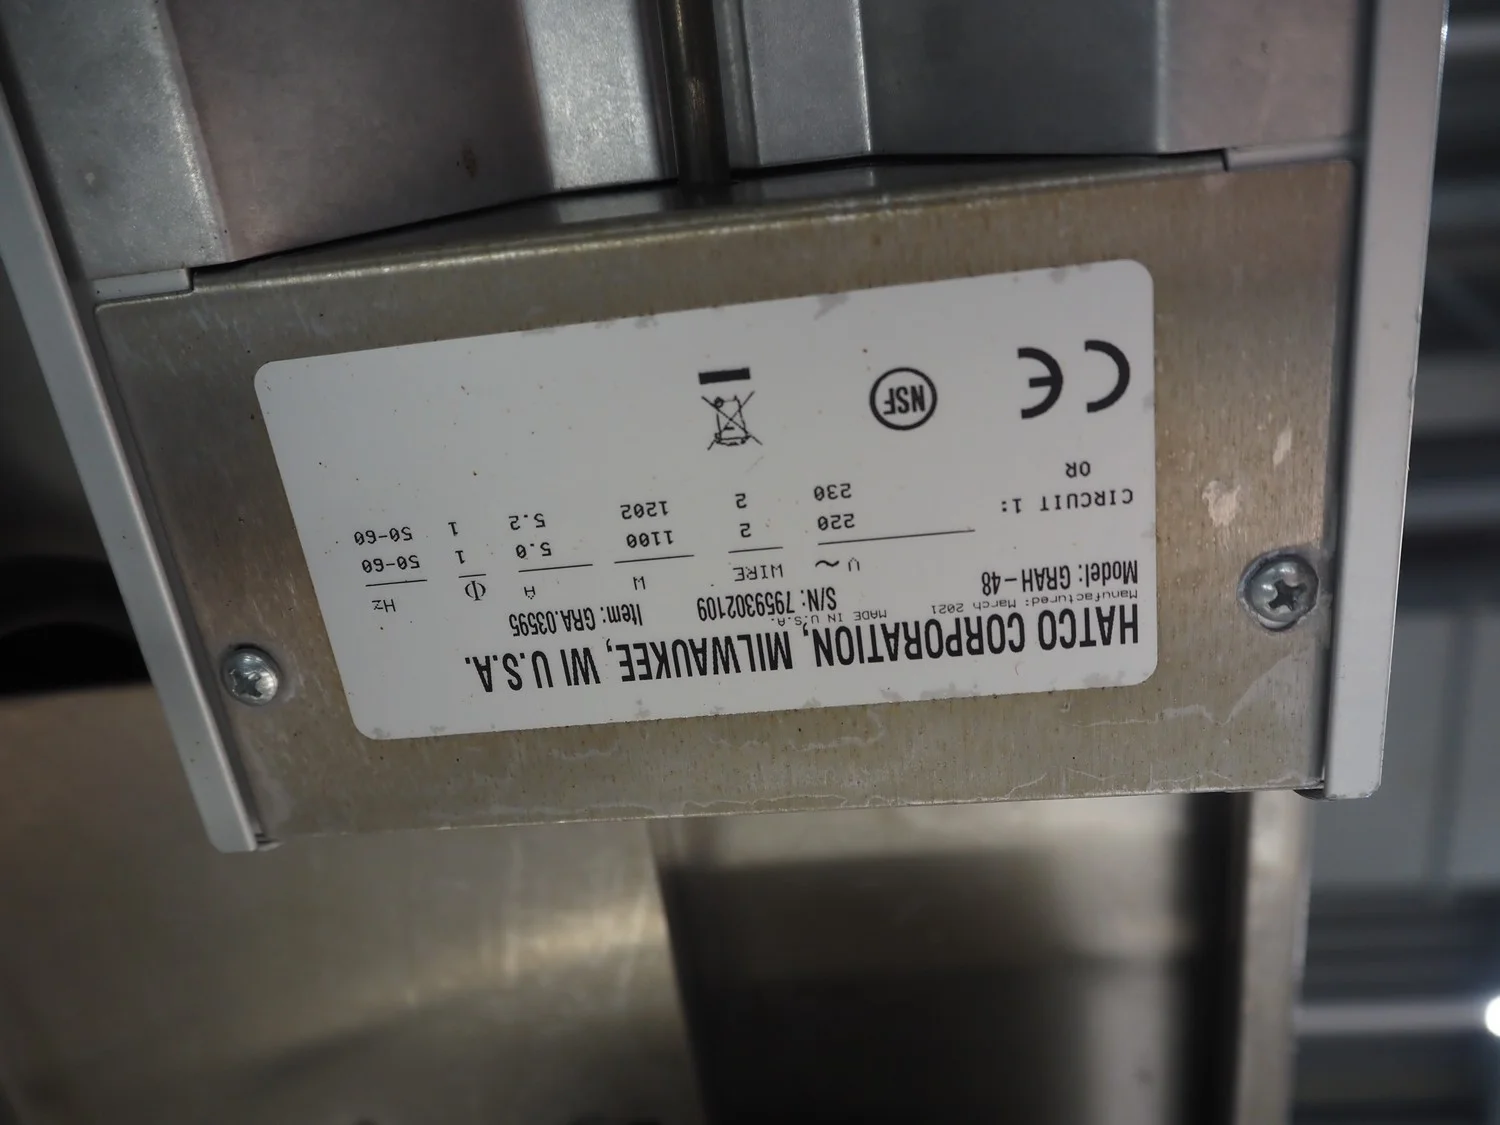 HATCO CORPORATION, MILWAUKEE, WI U.S.A.
Manufactured: March 2021 MADE IN U.S.A.
Model: GRAH-48 S/N: 7959302109 Item: GRA.03595
V~ WIRE W A Φ Hz
CIRCUIT 1: 220 2 1100 5.0 1 50-60
OR 230 2 1202 5.2 1 50-60
CE NSF